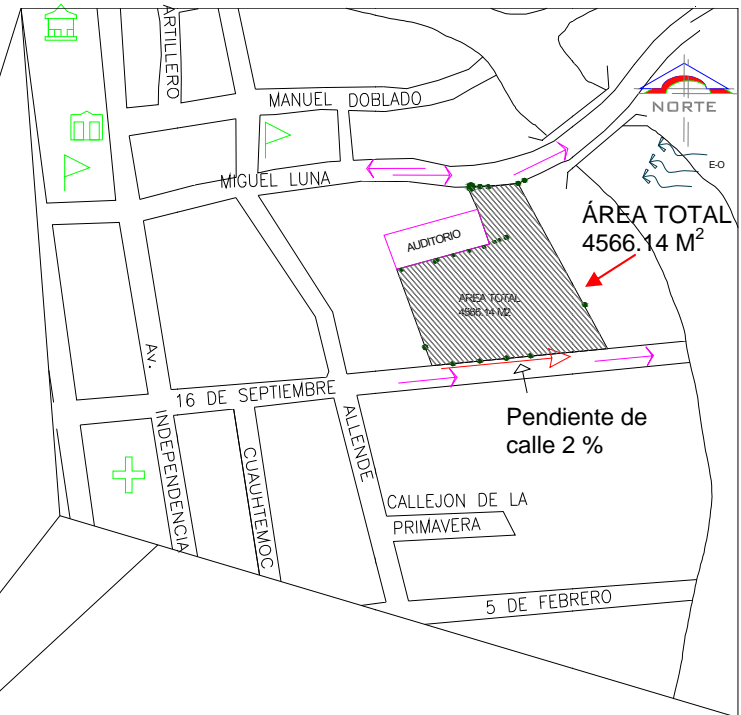 ARTILLERO
MANUEL DOBLADO
NORTE
E-O
MIGUEL LUNA
ÁREA TOTAL
4566.14 M²
AUDITORIO
AREA TOTAL
4566.14 M2
Av.
INDEPENDENCIA
16 DE SEPTIEMBRE
CUAUHTEMOC
ALLENDE
Pendiente de
calle 2 %
CALLEJON DE LA
PRIMAVERA
5 DE FEBRERO